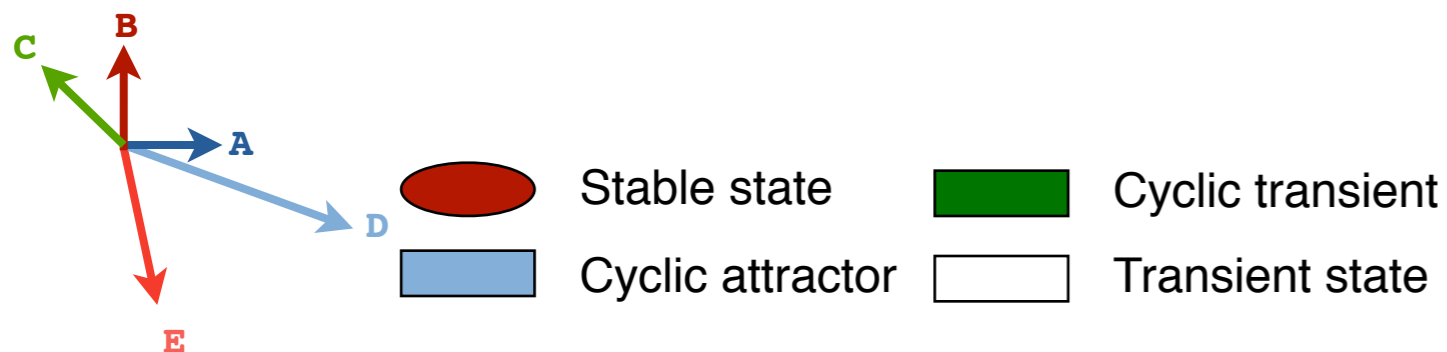 B
C
A
D
E
Stable state
Cyclic transient
Cyclic attractor
Transient state